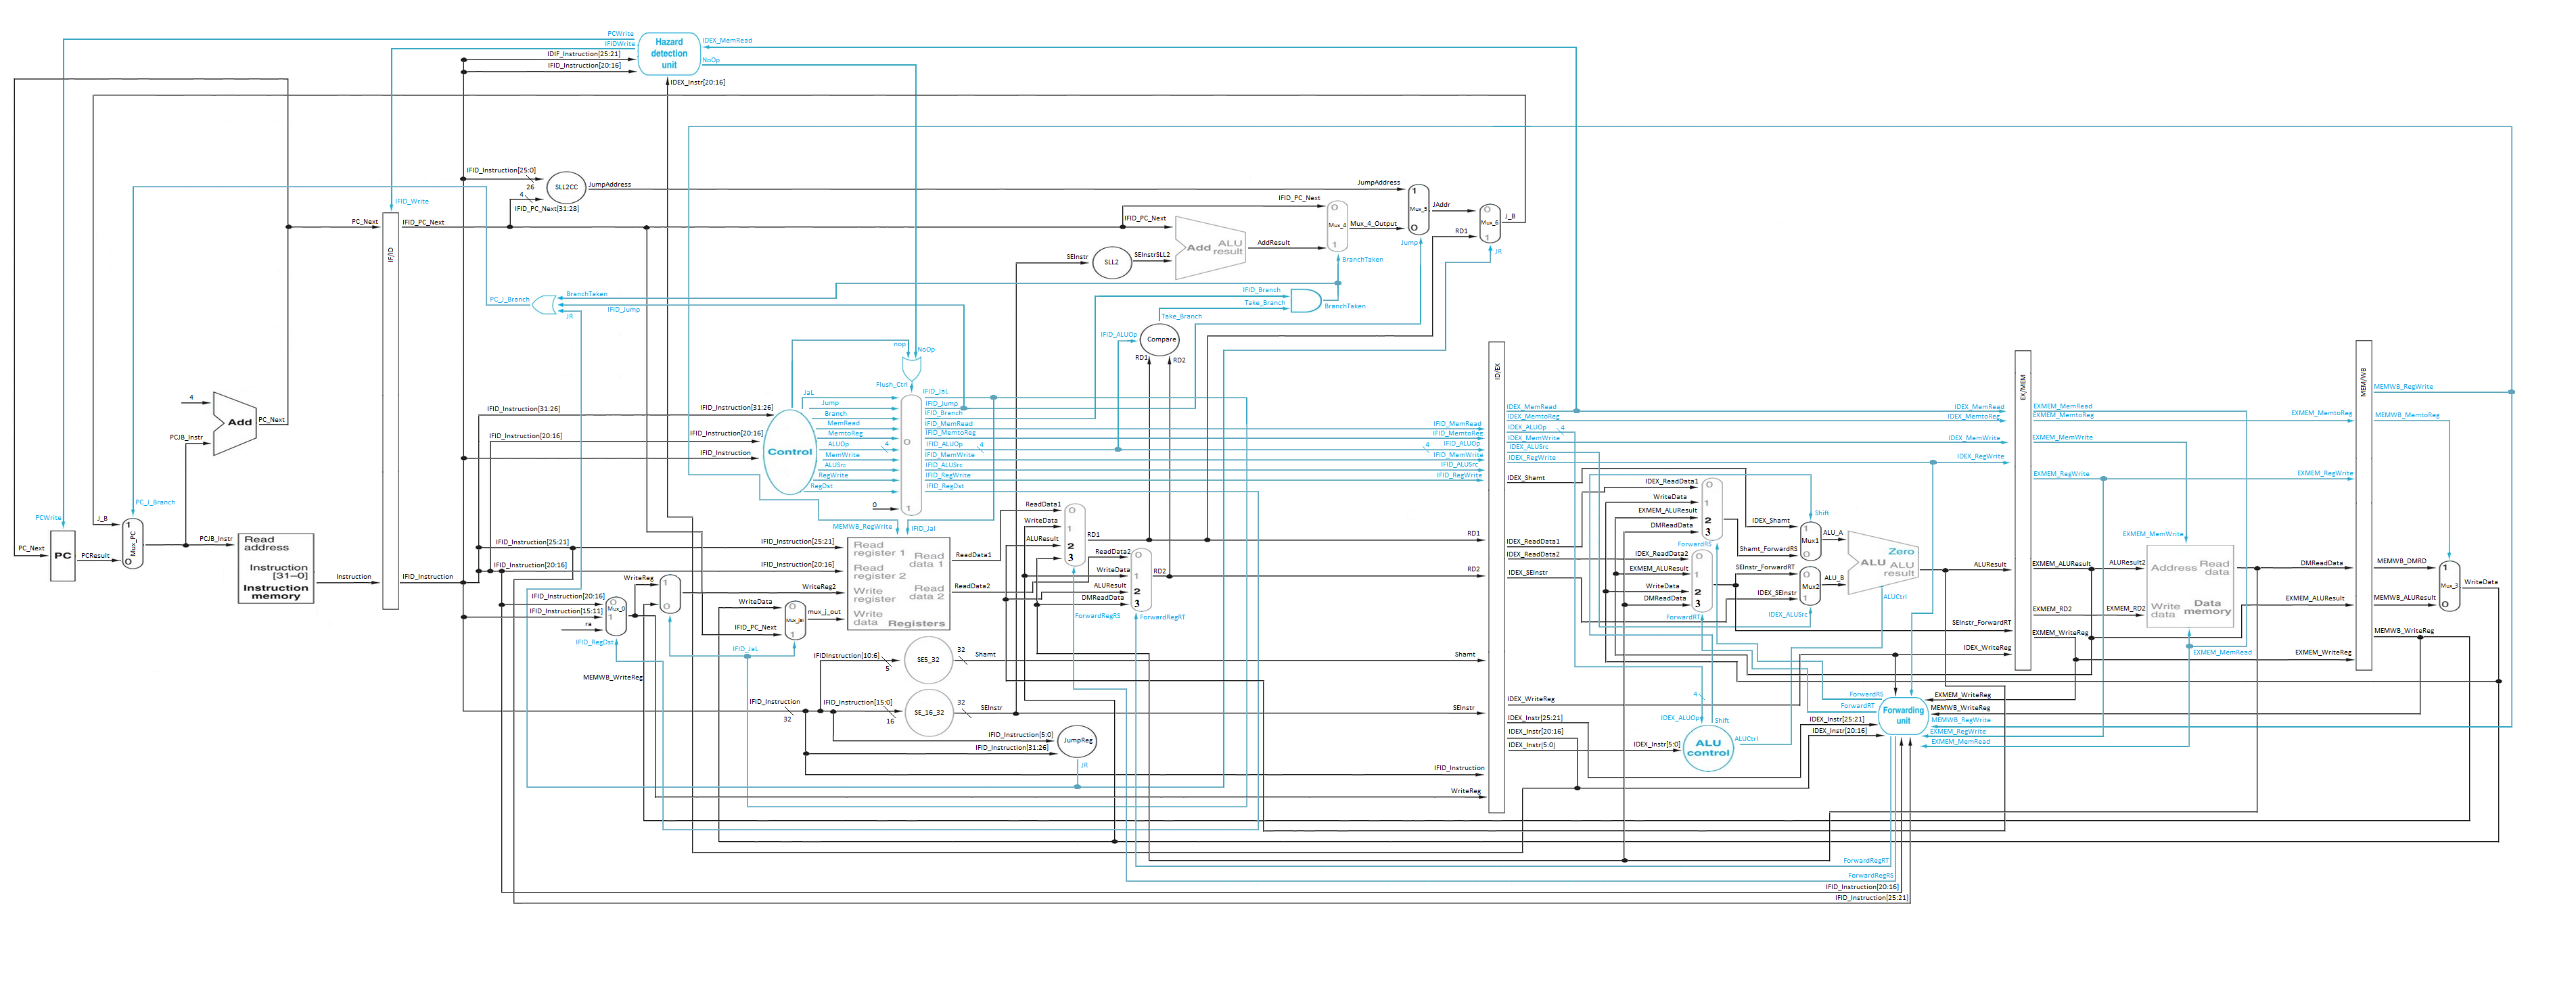 PCWrite
IFIDWrite
IDIF_Instruction[25:21]
IFID_Instruction[20:16]
Hazard
detection
unit
IDEX_MemRead
NoOp
IDEX_Instr[20:16]
IFID_Instruction[25:0]
26
4
IFID_PC_Next[31:28]
SLL2CC
JumpAddress
JumpAddress
IFID_Write
PC_Next
IFID_PC_Next
IF/ID
IFID_PC_Next
IFID_PC_Next
0
Mux_4
1
Mux_4_Output
1
Mux_5
0
Jump
JAddr
RD1
0
Mux_6
1
J_B
JR
Add
ALU
result
AddResult
SEInstr
SLL2
SEInstrSLL2
BranchTaken
PC_J_Branch
BranchTaken
IFID_Jump
JR
IFID_Branch
Take_Branch
BranchTaken
Take_Branch
IFID_ALUOp
Compare
RD1
RD2
nop
NoOp
Flush_Ctrl
4
PCJB_Instr
Add
PC_Next
PC_J_Branch
PCWrite
J_B
PC_Next
PC
PCResult
1
Mux_PC
0
PCJB_Instr
Read
address
Instruction
[31–0]
Instruction
memory
Instruction
IFID_Instruction
IFID_Instruction[31:26]
IFID_Instruction[20:16]
IFID_Instruction[31:26]
IFID_Instruction[20:16]
IFID_Instruction
Control
JaL
Jump
Branch
MemRead
MemtoReg
ALUOp
4
MemWrite
ALUSrc
RegWrite
RegDst
0
0
1
IFID_JaL
IFID_Jump
IFID_Branch
IFID_MemRead
IFID_MemtoReg
IFID_ALUOp
4
IFID_MemWrite
IFID_ALUSrc
IFID_RegWrite
IFID_RegDst
MEMWB_RegWrite
IFID_Jal
IFID_Instruction[25:21]
IFID_Instruction[20:16]
IFID_Instruction[25:21]
IFID_Instruction[20:16]
IFID_Instruction[20:16]
IFID_Instruction[15:11]
ra
0
Mux_0
1
IFID_RegDst
WriteReg
1
0
WriteReg2
WriteData
IFID_PC_Next
0
Mux_jal
1
mux_j_out
IFID_JaL
MEMWB_WriteReg
Read
register 1
Read
register 2
Write
register
Write
data
Read
data 1
Read
data 2
Registers
ReadData1
ReadData2
ReadData1
WriteData
ALUResult
0
1
2
3
RD1
ReadData2
WriteData
ALUResult
DMReadData
0
1
2
3
RD2
ForwardRegRS
ForwardRegRT
IFIDInstruction[10:6]
5
SE5_32
32
Shamt
IFID_Instruction
32
IFID_Instruction[15:0]
16
SE_16_32
32
SEInstr
IFID_Instruction[5:0]
IFID_Instruction[31:26]
JumpReg
JR
IFID_MemRead
IFID_MemtoReg
4
IFID_ALUOp
IFID_MemWrite
IFID_ALUSrc
IFID_RegWrite
RD1
RD2
Shamt
SEInstr
IFID_Instruction
WriteReg
ID/EX
IDEX_MemRead
IDEX_MemtoReg
IDEX_ALUOp
4
IDEX_MemWrite
IDEX_ALUSrc
IDEX_RegWrite
IDEX_Shamt
IDEX_ReadData1
IDEX_ReadData2
IDEX_SEInstr
IDEX_WriteReg
IDEX_Instr[25:21]
IDEX_Instr[20:16]
IDEX_Instr[5:0]
IDEX_ReadData1
WriteData
EXMEM_ALUResult
DMReadData
0
1
2
3
ForwardRS
IDEX_ReadData2
EXMEM_ALUResult
WriteData
DMReadData
0
1
2
3
ForwardRT
Shift
IDEX_Shamt
Shamt_ForwardRS
1
Mux1
0
ALU_A
SEInstr_ForwardRT
IDEX_SEInstr
0
Mux2
1
ALU_B
IDEX_ALUSrc
Zero
ALU
ALU
result
ALUCtrl
4
IDEX_ALUOp
Shift
IDEX_Instr[5:0]
ALU
control
ALUCtrl
IDEX_MemRead
IDEX_MemtoReg
IDEX_MemWrite
IDEX_RegWrite
ALUResult
SEInstr_ForwardRT
IDEX_WriteReg
ForwardRS
ForwardRT
IDEX_Instr[25:21]
IDEX_Instr[20:16]
Forwarding
unit
EXMEM_WriteReg
MEMWB_WriteReg
MEMWB_RegWrite
EXMEM_RegWrite
EXMEM_MemRead
ForwardRegRT
ForwardRegRS
IFID_Instruction[20:16]
IFID_Instruction[25:21]
EX/MEM
EXMEM_MemRead
EXMEM_MemtoReg
EXMEM_MemWrite
EXMEM_RegWrite
EXMEM_MemWrite
EXMEM_ALUResult
ALUResult2
EXMEM_RD2
EXMEM_RD2
EXMEM_WriteReg
Address
Read
data
Write
data
Data
memory
EXMEM_MemRead
EXMEM_MemtoReg
EXMEM_RegWrite
DMReadData
EXMEM_ALUResult
EXMEM_WriteReg
MEM/WB
MEMWB_RegWrite
MEMWB_MemtoReg
MEMWB_DMRD
MEMWB_ALUResult
MEMWB_WriteReg
1
Mux_3
0
WriteData